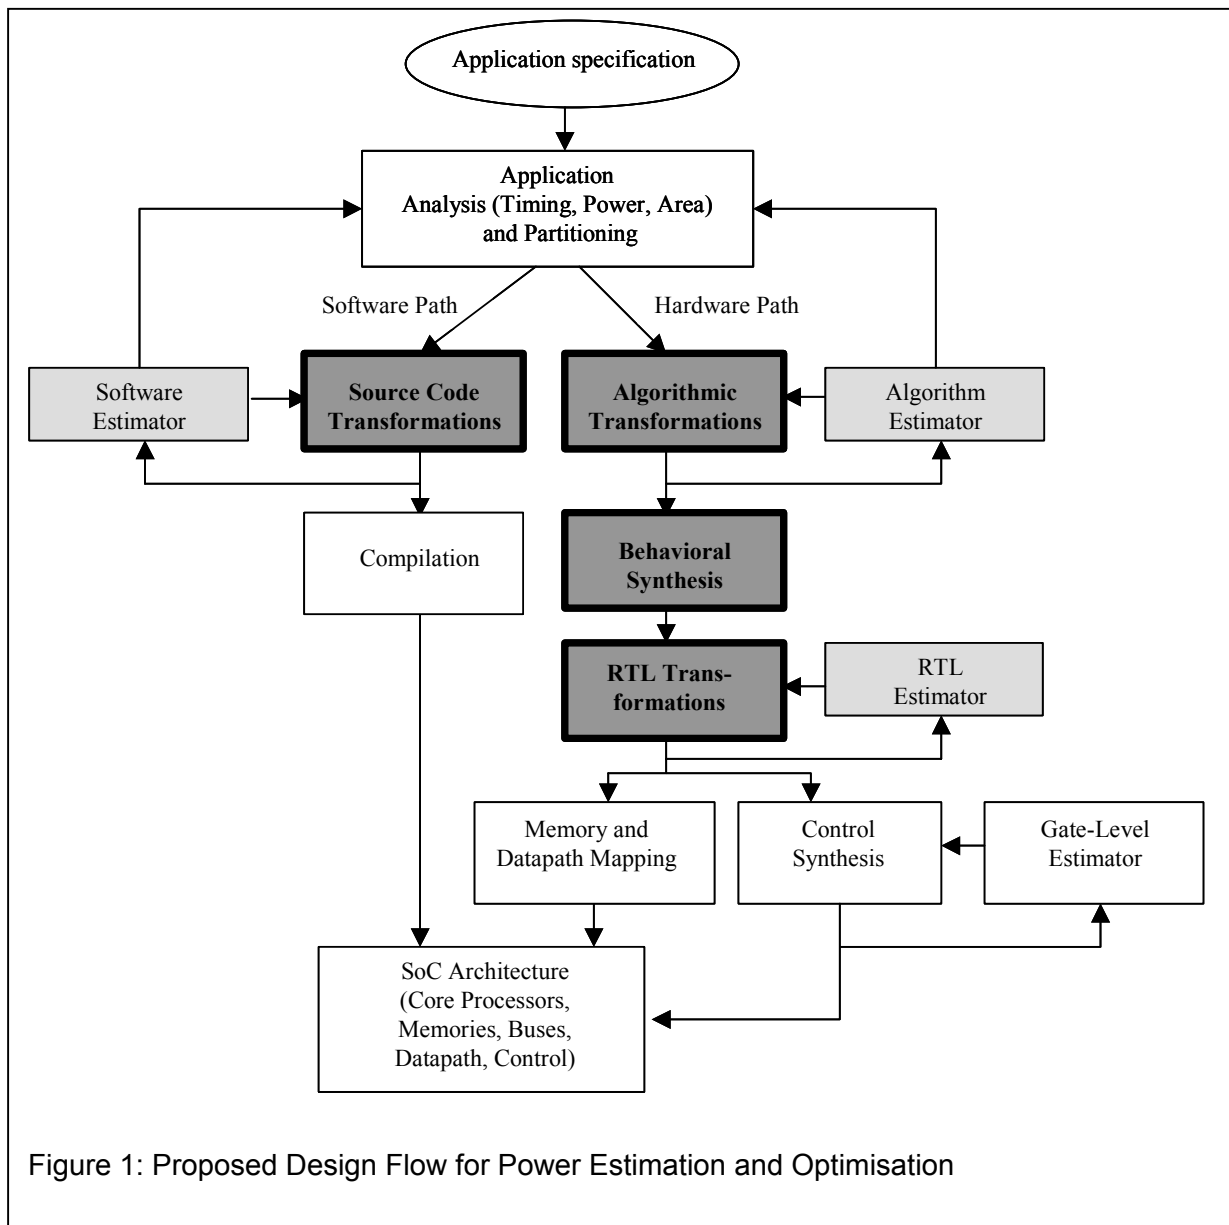 Application specification
Application
Analysis (Timing, Power, Area)
and Partitioning
Software Path
Hardware Path
Software
Estimator
Source Code
Transformations
Algorithmic
Transformations
Algorithm
Estimator
Compilation
Behavioral
Synthesis
RTL Trans-
formations
RTL
Estimator
Memory and
Datapath Mapping
Control
Synthesis
Gate-Level
Estimator
SoC Architecture
(Core Processors,
Memories, Buses,
Datapath, Control)
Figure 1: Proposed Design Flow for Power Estimation and Optimisation